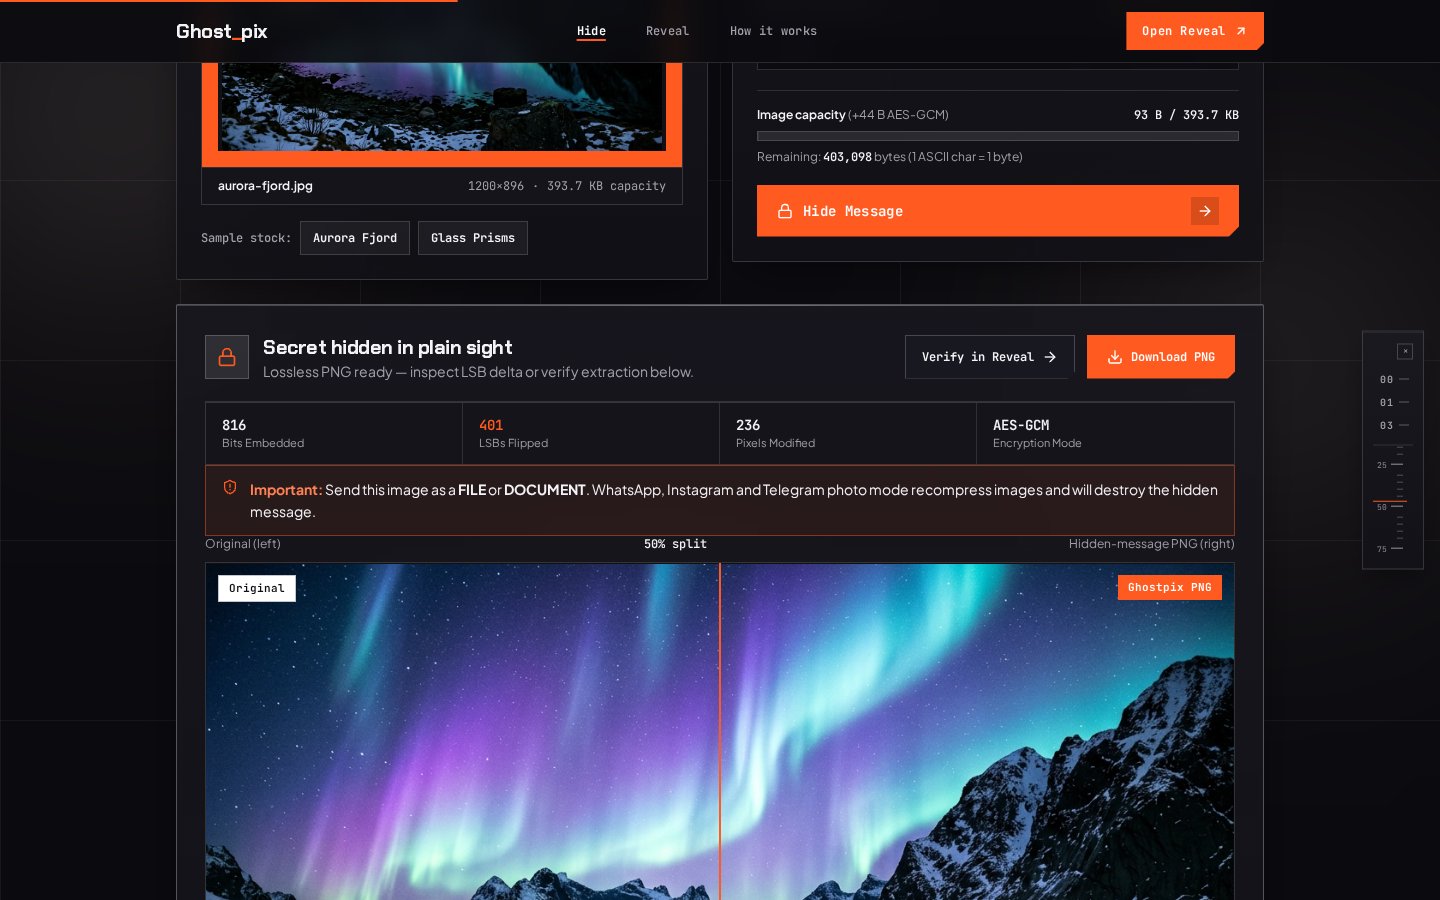 Ghost_pix
Hide
Reveal
How it works
Open Reveal
aurora-fjord.jpg
1200×896 · 393.7 KB capacity
Sample stock:
Aurora Fjord
Glass Prisms
Image capacity (+44 B AES-GCM)
93 B / 393.7 KB
Remaining: 403,098 bytes (1 ASCII char = 1 byte)
Hide Message
Secret hidden in plain sight
Lossless PNG ready — inspect LSB delta or verify extraction below.
Verify in Reveal
Download PNG
816
Bits Embedded
401
LSBs Flipped
236
Pixels Modified
AES-GCM
Encryption Mode
Important: Send this image as a FILE or DOCUMENT. WhatsApp, Instagram and Telegram photo mode recompress images and will destroy the hidden
message.
Original (left)
50% split
Hidden-message PNG (right)
Original
Ghostpix PNG
00
01
03
25
50
75